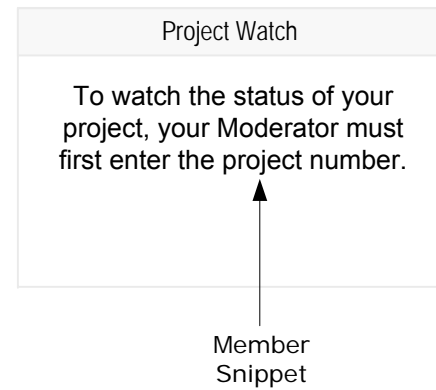 Project Watch
To watch the status of your
project, your Moderator must
first enter the project number.
Member
Snippet